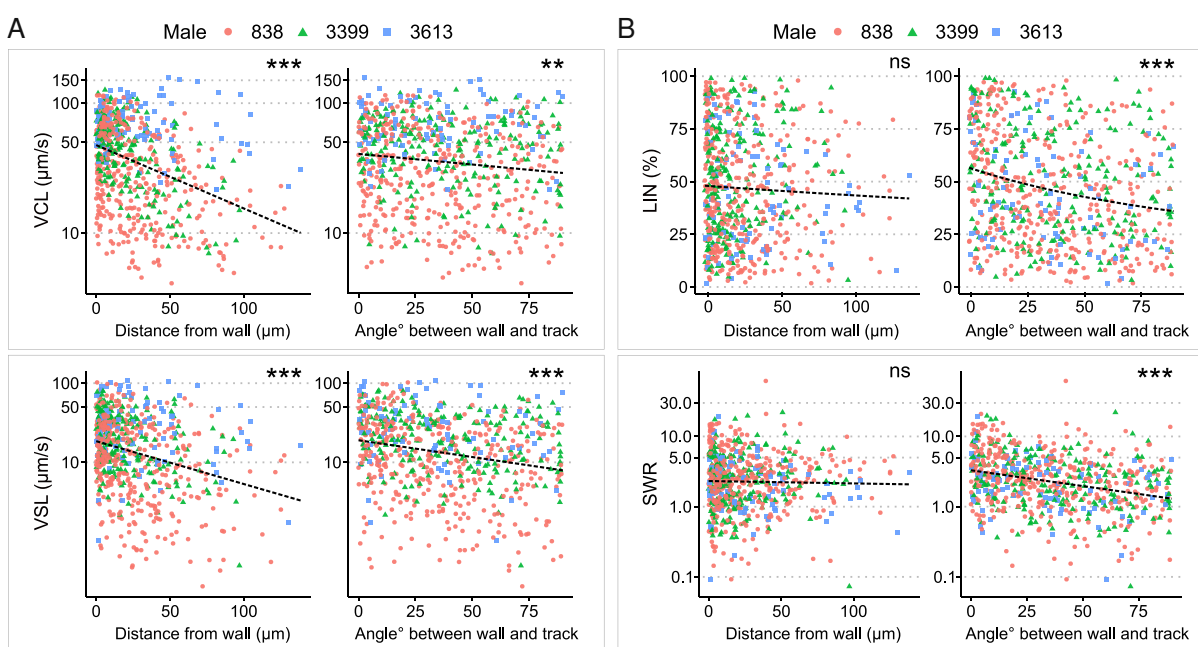 A
Male 838 3399 3613
B
Male 838 3399 3613
VCL (µm/s)
150
100
50
10
***
0 50 100
Distance from wall (µm)
150
100
50
10
**
0 25 50 75
Angle° between wall and track
LIN (%)
100
75
50
25
0
ns
0 50 100
Distance from wall (µm)
100
75
50
25
0
***
0 25 50 75
Angle° between wall and track
VSL (µm/s)
100
50
10
***
0 50 100
Distance from wall (µm)
100
50
10
***
0 25 50 75
Angle° between wall and track
SWR
30.0
10.0
5.0
1.0
0.1
ns
0 50 100
Distance from wall (µm)
30.0
10.0
5.0
1.0
0.1
***
0 25 50 75
Angle° between wall and track